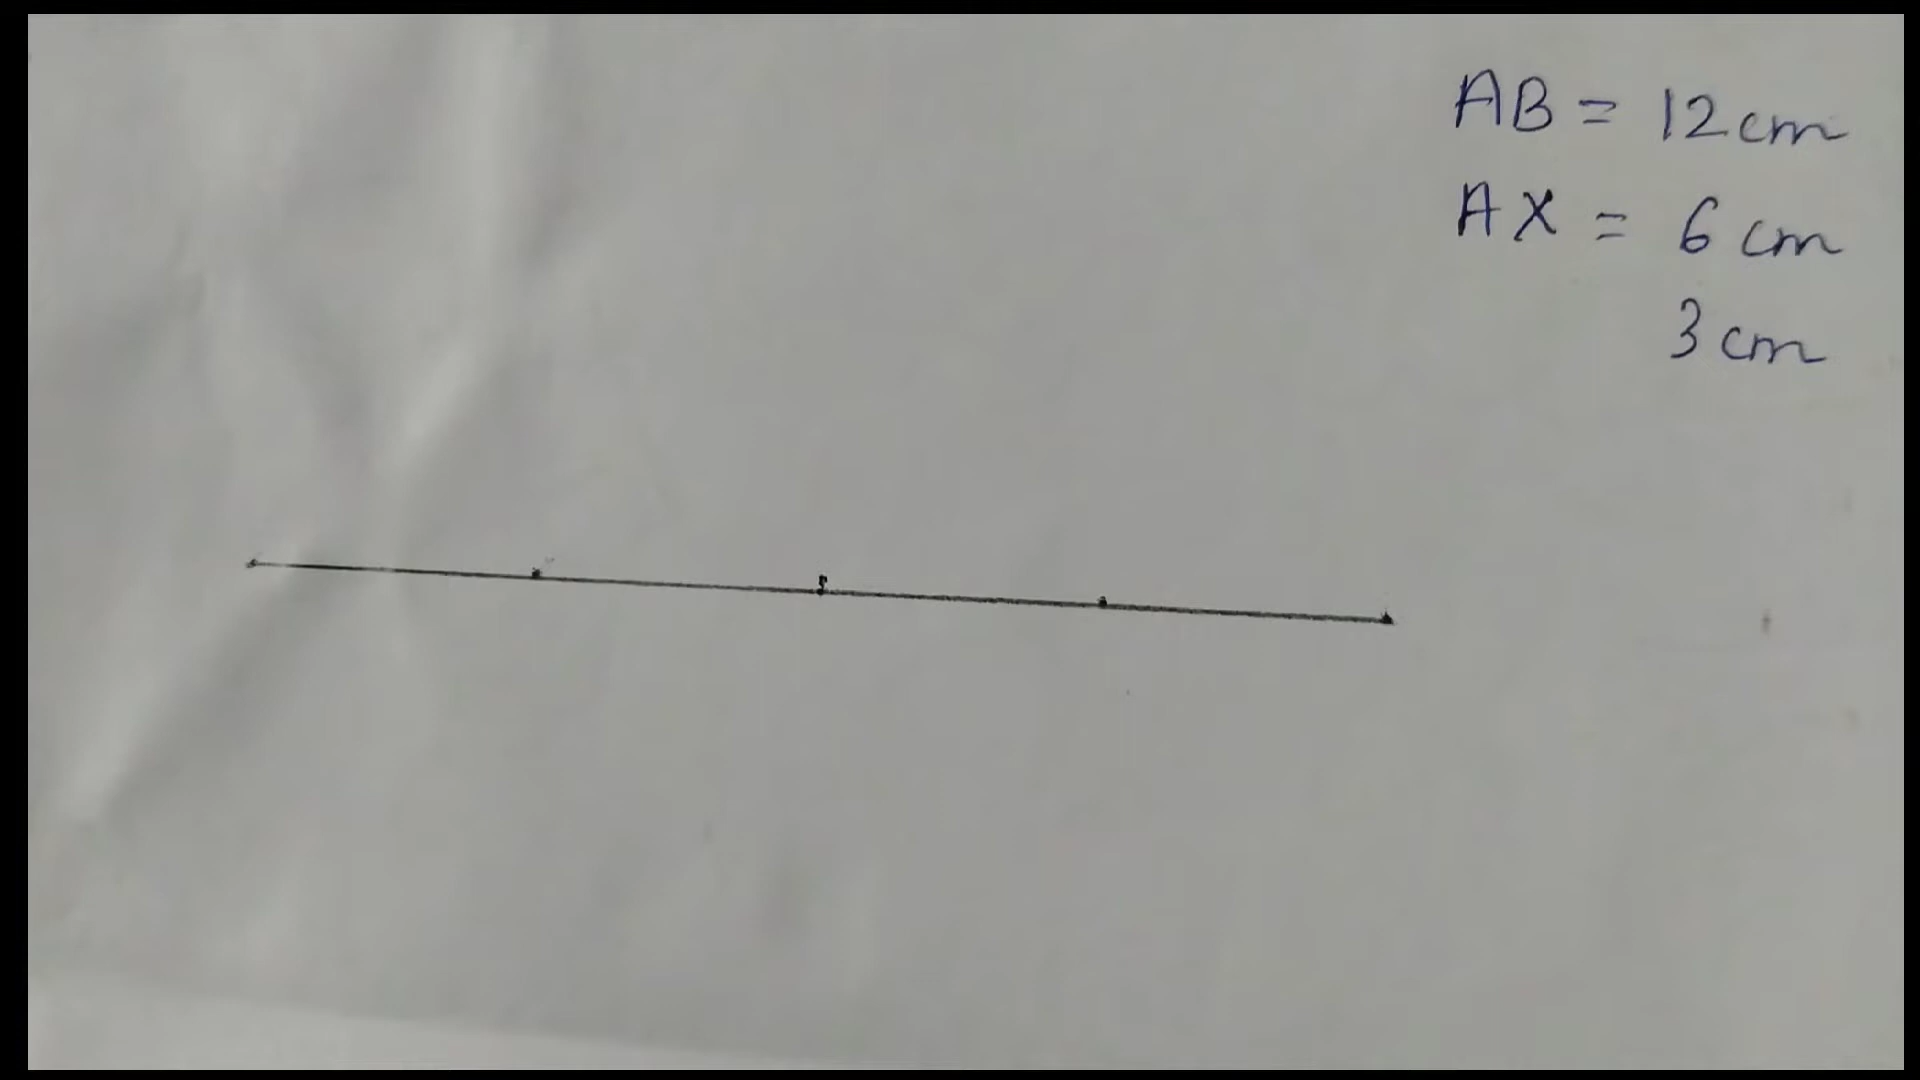 AB = 12 cm
AX = 6 cm
3 cm